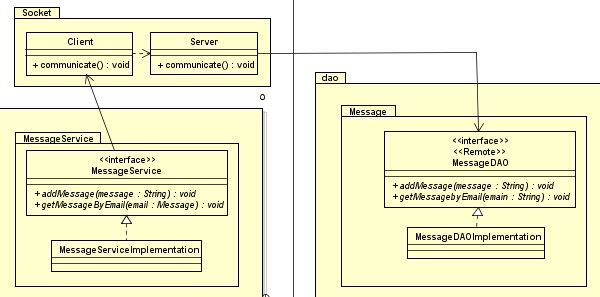 Socket
Client
+ communicate() : void
Server
+ communicate() : void
MessageService
<<interface>>
MessageService
+ addMessage(message : String) : void
+ getMessageByEmail(email : Message) : void
MessageServiceImplementation
dao
Message
<<interface>>
<<Remote>>
MessageDAO
+ addMessage(message : String) : void
+ getMessagebyEmail(emain : String) : void
MessageDAOImplementation